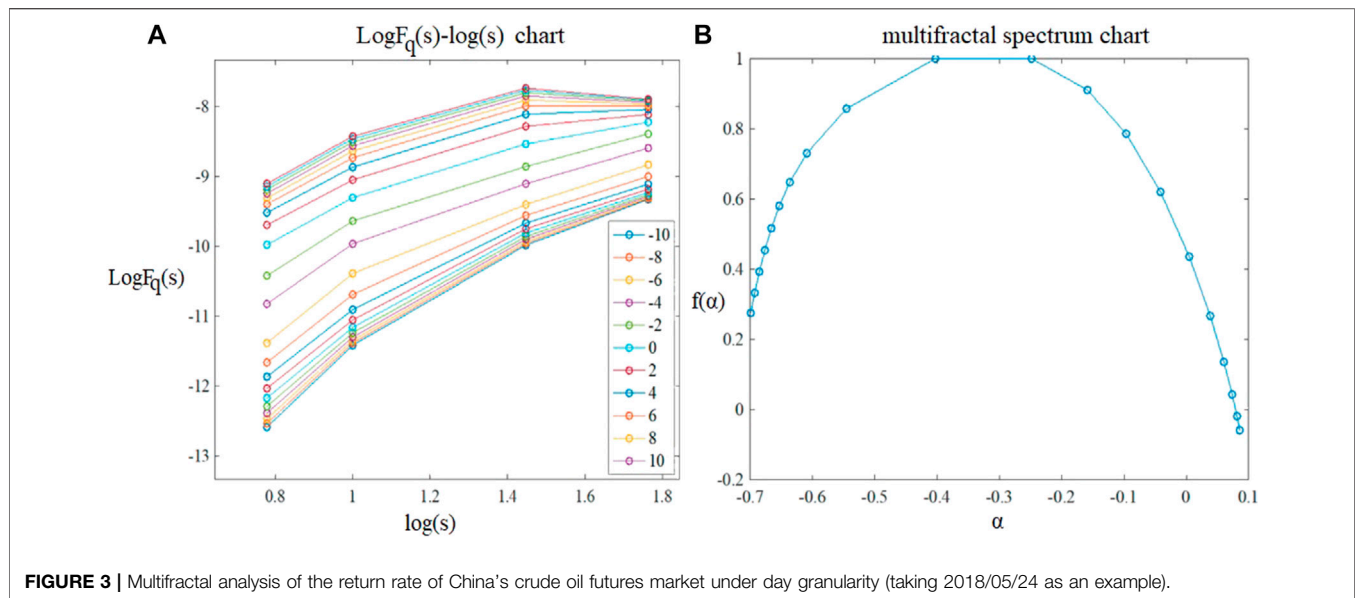 A
LogFq(s)-log(s) chart
-8
-9
-10
-11
-12
-13
LogFq(s)
0.8 1 1.2 1.4 1.6 1.8
log(s)
-10
-8
-6
-4
-2
0
2
4
6
8
10
B
multifractal spectrum chart
1
0.8
0.6
0.4
0.2
0
-0.2
f(α)
-0.7 -0.6 -0.5 -0.4 -0.3 -0.2 -0.1 0 0.1
α
FIGURE 3 | Multifractal analysis of the return rate of China's crude oil futures market under day granularity (taking 2018/05/24 as an example).